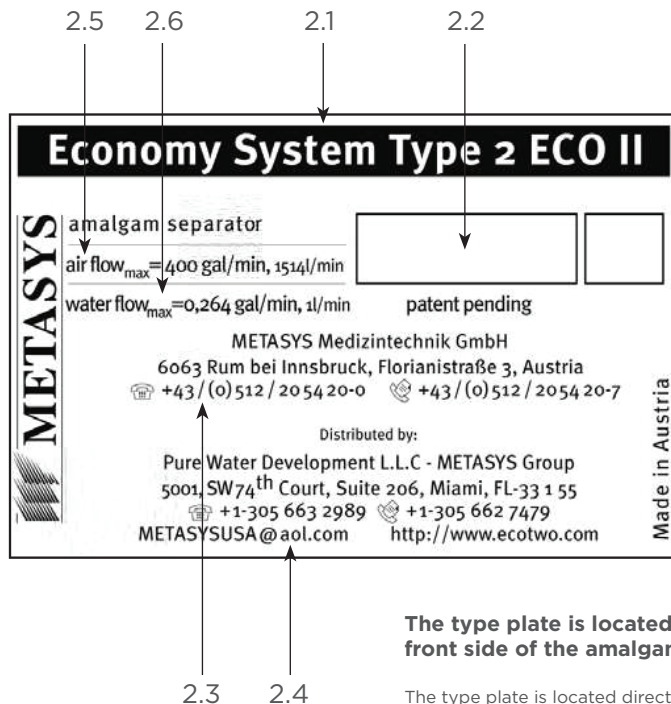 2.5 2.6 2.1 2.2
Economy System Type 2 ECO II
METASYS
amalgam separator
air flowmax=400 gal/min, 1514l/min
water flowmax=0,264 gal/min, 1l/min
patent pending
METASYS Medizintechnik GmbH
6063 Rum bei Innsbruck, Florianistraße 3, Austria
☏ +43/(0)512/205420-0 +43/(0)512/205420-7
Distributed by:
Pure Water Development L.L.C - METASYS Group
5001, SW74th Court, Suite 206, Miami, FL-33 1 55
☏ +1-305 663 2989 +1-305 662 7479
METASYSUSA@aol.com http://www.ecotwo.com
Made in Austria
2.3 2.4
The type plate is located
front side of the
The type plate is located